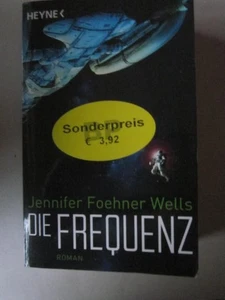 HEYNE <
Sonderpreis
€ 3,92
Jennifer Foehner Wells
DIE FREQUENZ
ROMAN